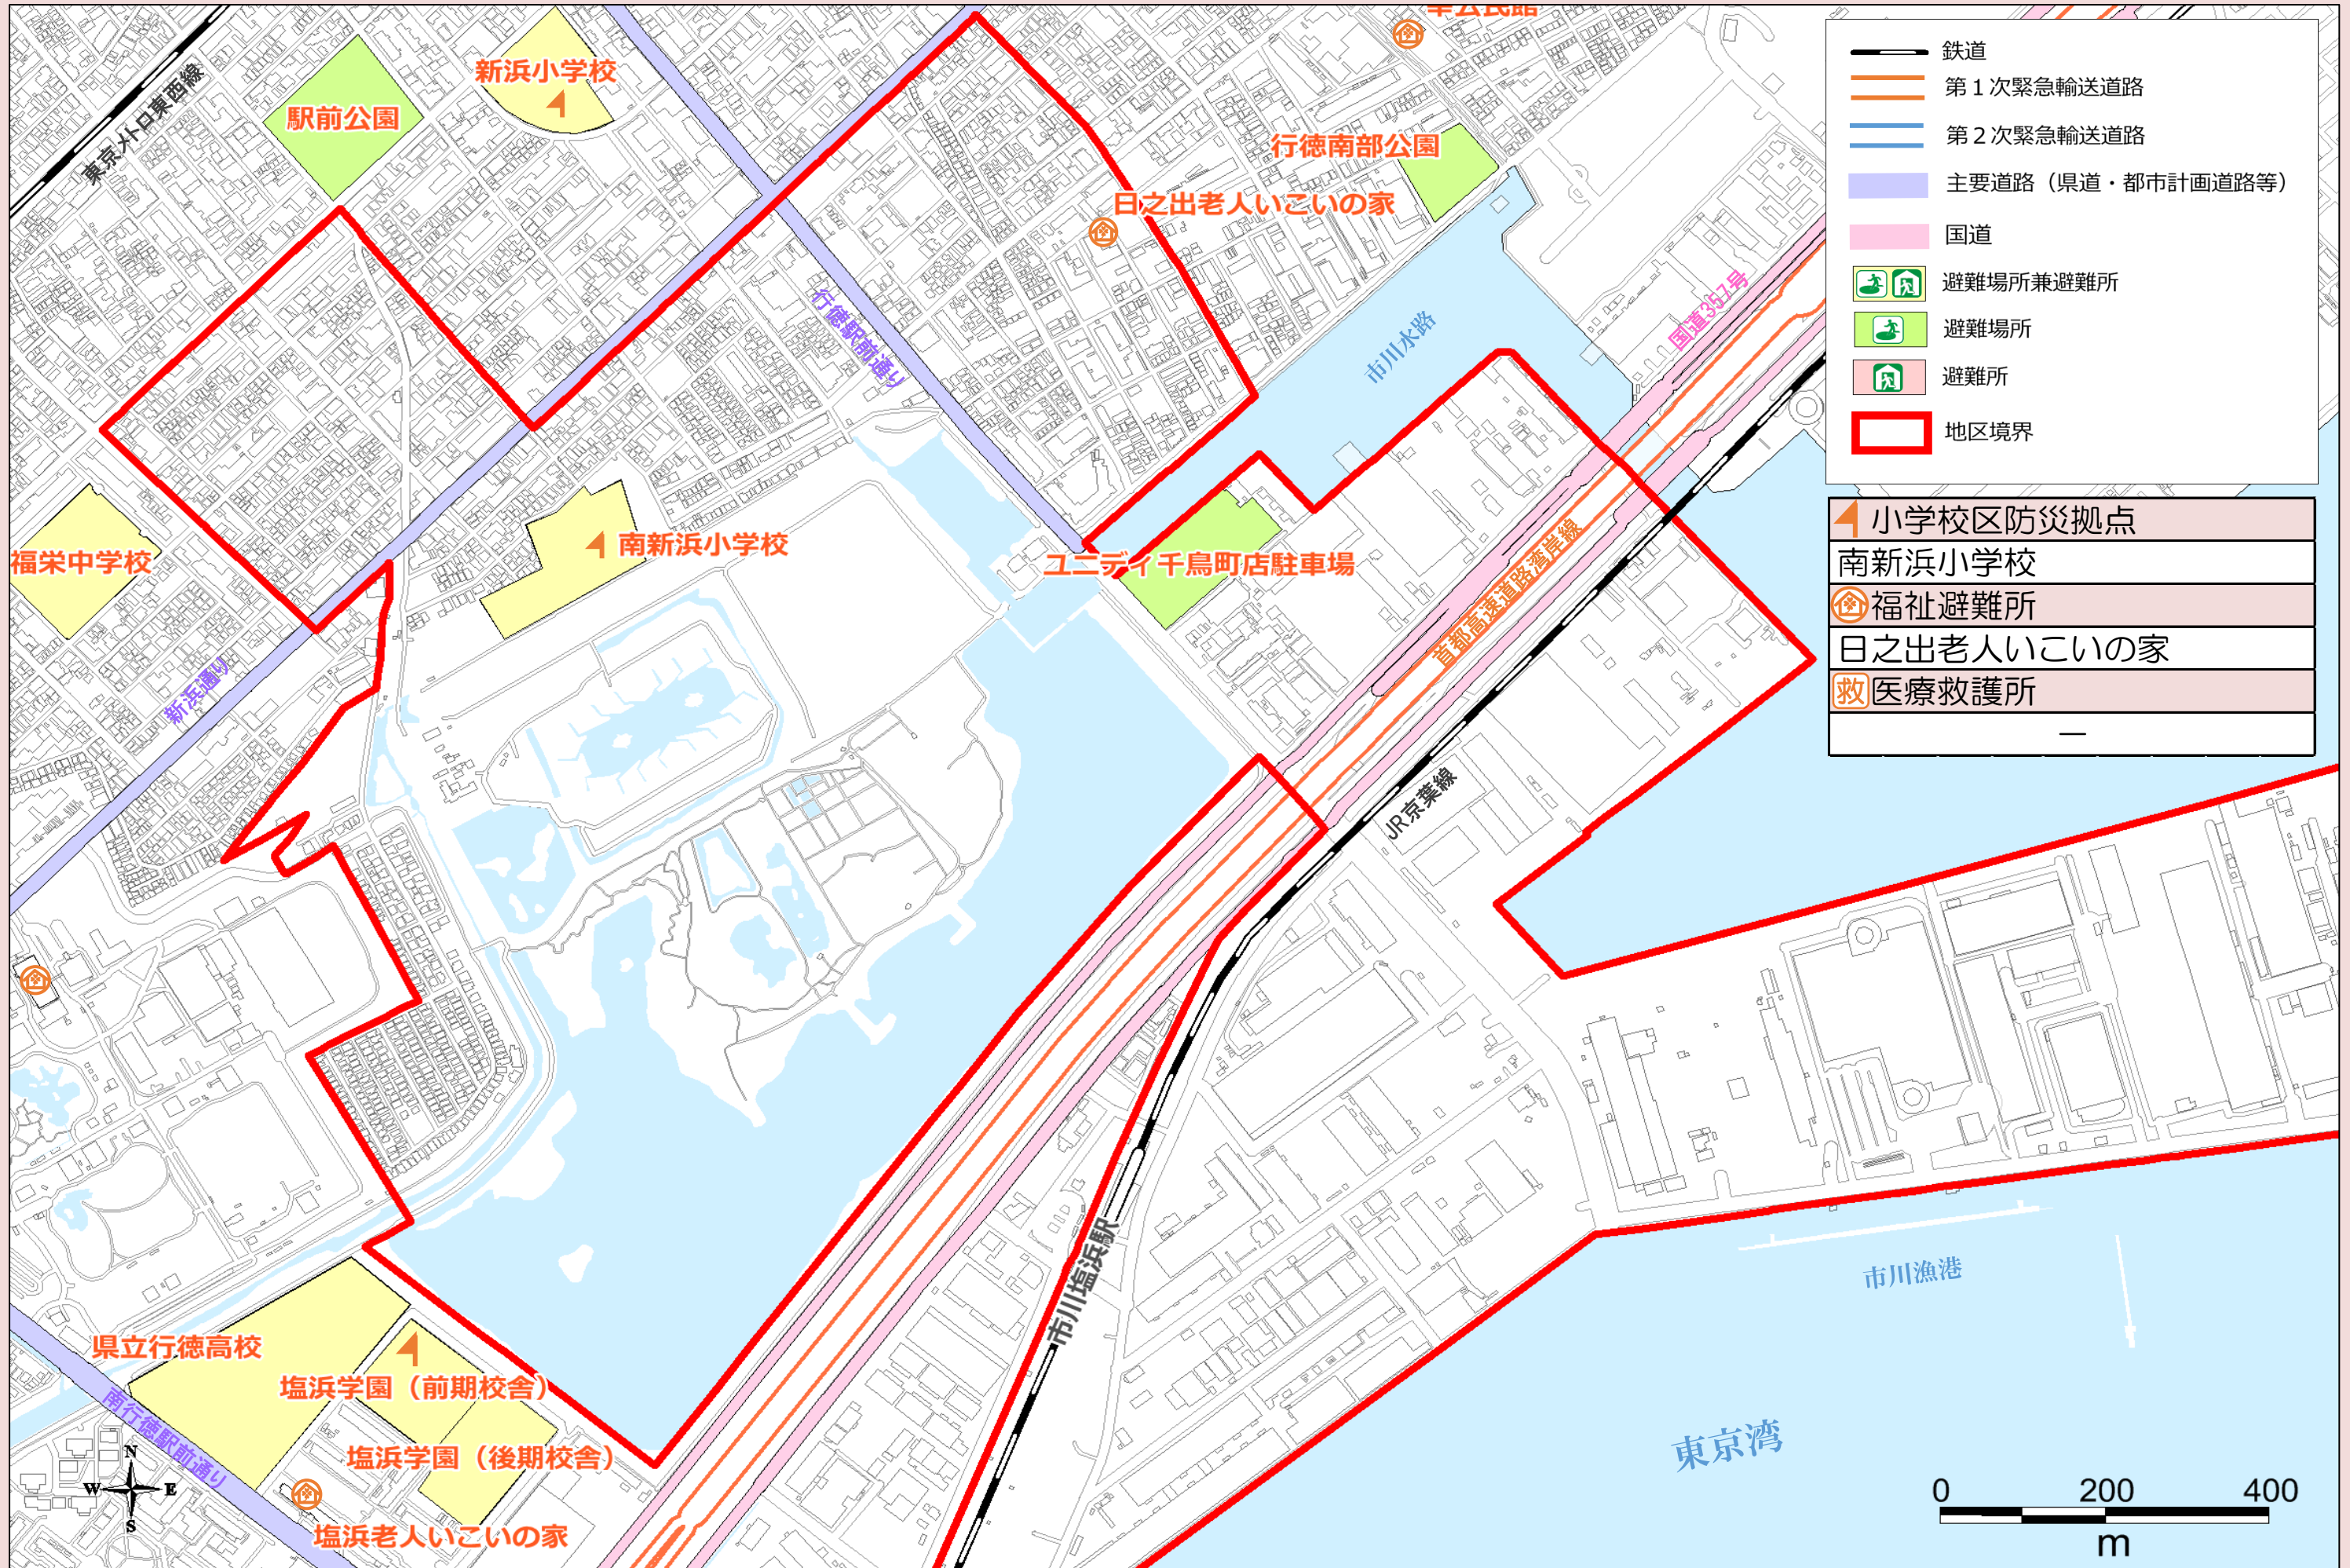 幸公民館
新浜小学校
駅前公園
東京メトロ東西線
行徳南部公園
日之出老人いこいの家
行徳駅前通り
市川水路
国道357号
福栄中学校
南新浜小学校
ユニディ千鳥町店駐車場
首都高速道路湾岸線
新浜通り
JR京葉線
市川塩浜駅
県立行徳高校
塩浜学園（前期校舎）
南行徳駅前通り
塩浜学園（後期校舎）
塩浜老人いこいの家
市川漁港
東京湾
N
W E
S
鉄道
第１次緊急輸送道路
第２次緊急輸送道路
主要道路（県道・都市計画道路等）
国道
避難場所兼避難所
避難場所
避難所
地区境界
小学校区防災拠点
南新浜小学校
福祉避難所
日之出老人いこいの家
救 医療救護所
―
0 200 400
m